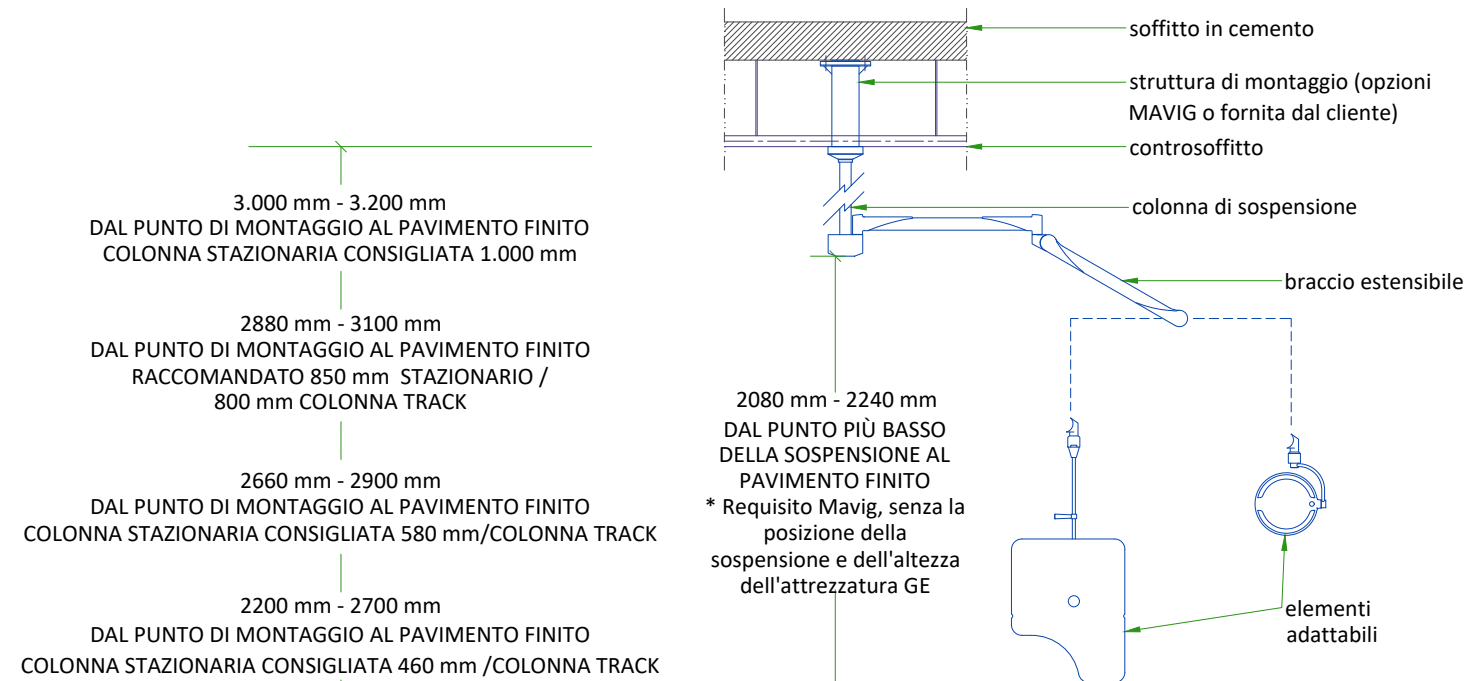 3.000 mm - 3.200 mm
DAL PUNTO DI MONTAGGIO AL PAVIMENTO FINITO
COLONNA STAZIONARIA CONSIGLIATA 1.000 mm
2880 mm - 3100 mm
DAL PUNTO DI MONTAGGIO AL PAVIMENTO FINITO
RACCOMANDATO 850 mm STAZIONARIO /
800 mm COLONNA TRACK
2660 mm - 2900 mm
DAL PUNTO DI MONTAGGIO AL PAVIMENTO FINITO
COLONNA STAZIONARIA CONSIGLIATA 580 mm/COLONNA TRACK
2200 mm - 2700 mm
DAL PUNTO DI MONTAGGIO AL PAVIMENTO FINITO
COLONNA STAZIONARIA CONSIGLIATA 460 mm /COLONNA TRACK
2080 mm - 2240 mm
DAL PUNTO PIÙ BASSO
DELLA SOSPENSIONE AL
PAVIMENTO FINITO
* Requisito Mavig, senza la
posizione della
sospensione e dell'altezza
dell'attrezzatura GE
soffitto in cemento
struttura di montaggio (opzioni
MAVIG o fornita dal cliente)
controsoffitto
colonna di sospensione
braccio estensibile
elementi
adattabili